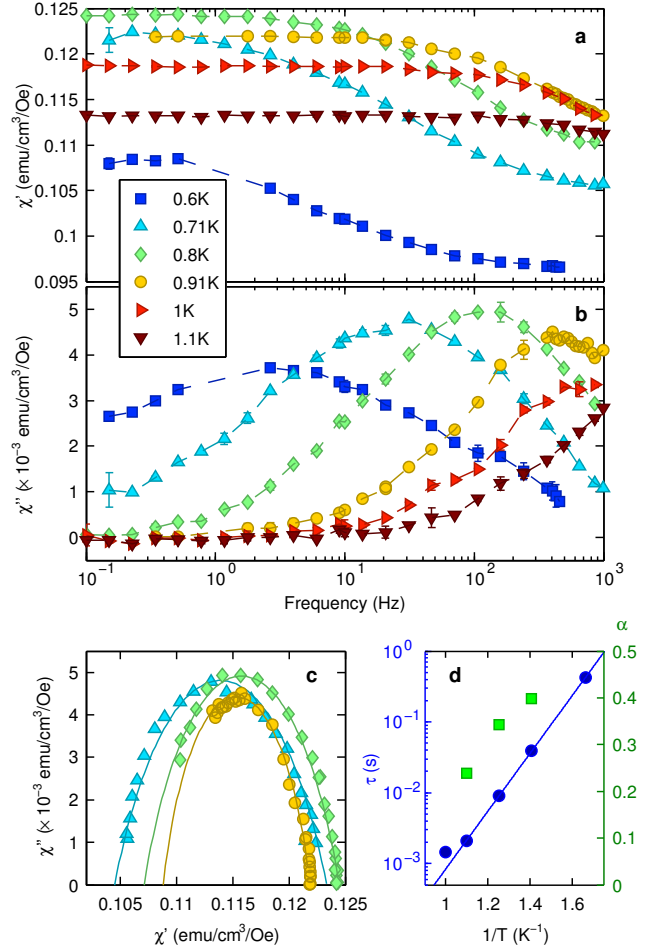 0.125
0.12
0.115
0.11
0.105
0.1
0.095
χ' (emu/cm³/Oe)
a
0.6K
0.71K
0.8K
0.91K
1K
1.1K
5
4
3
2
1
0
χ'' (× 10⁻³ emu/cm³/Oe)
b
10⁻¹ 10⁰ 10¹ 10² 10³
Frequency (Hz)
5
4
3
4
1
0
χ'' (× 10⁻³ emu/cm³/Oe)
c
0.105 0.11 0.115 0.12 0.125
χ' (emu/cm³/Oe)
α
10⁰
10⁻¹
10⁻²
10⁻³
τ (s)
d
0.5
0.4
0.3
0.2
0.1
0
1 1.2 1.4 1.6
1/T (K⁻¹)